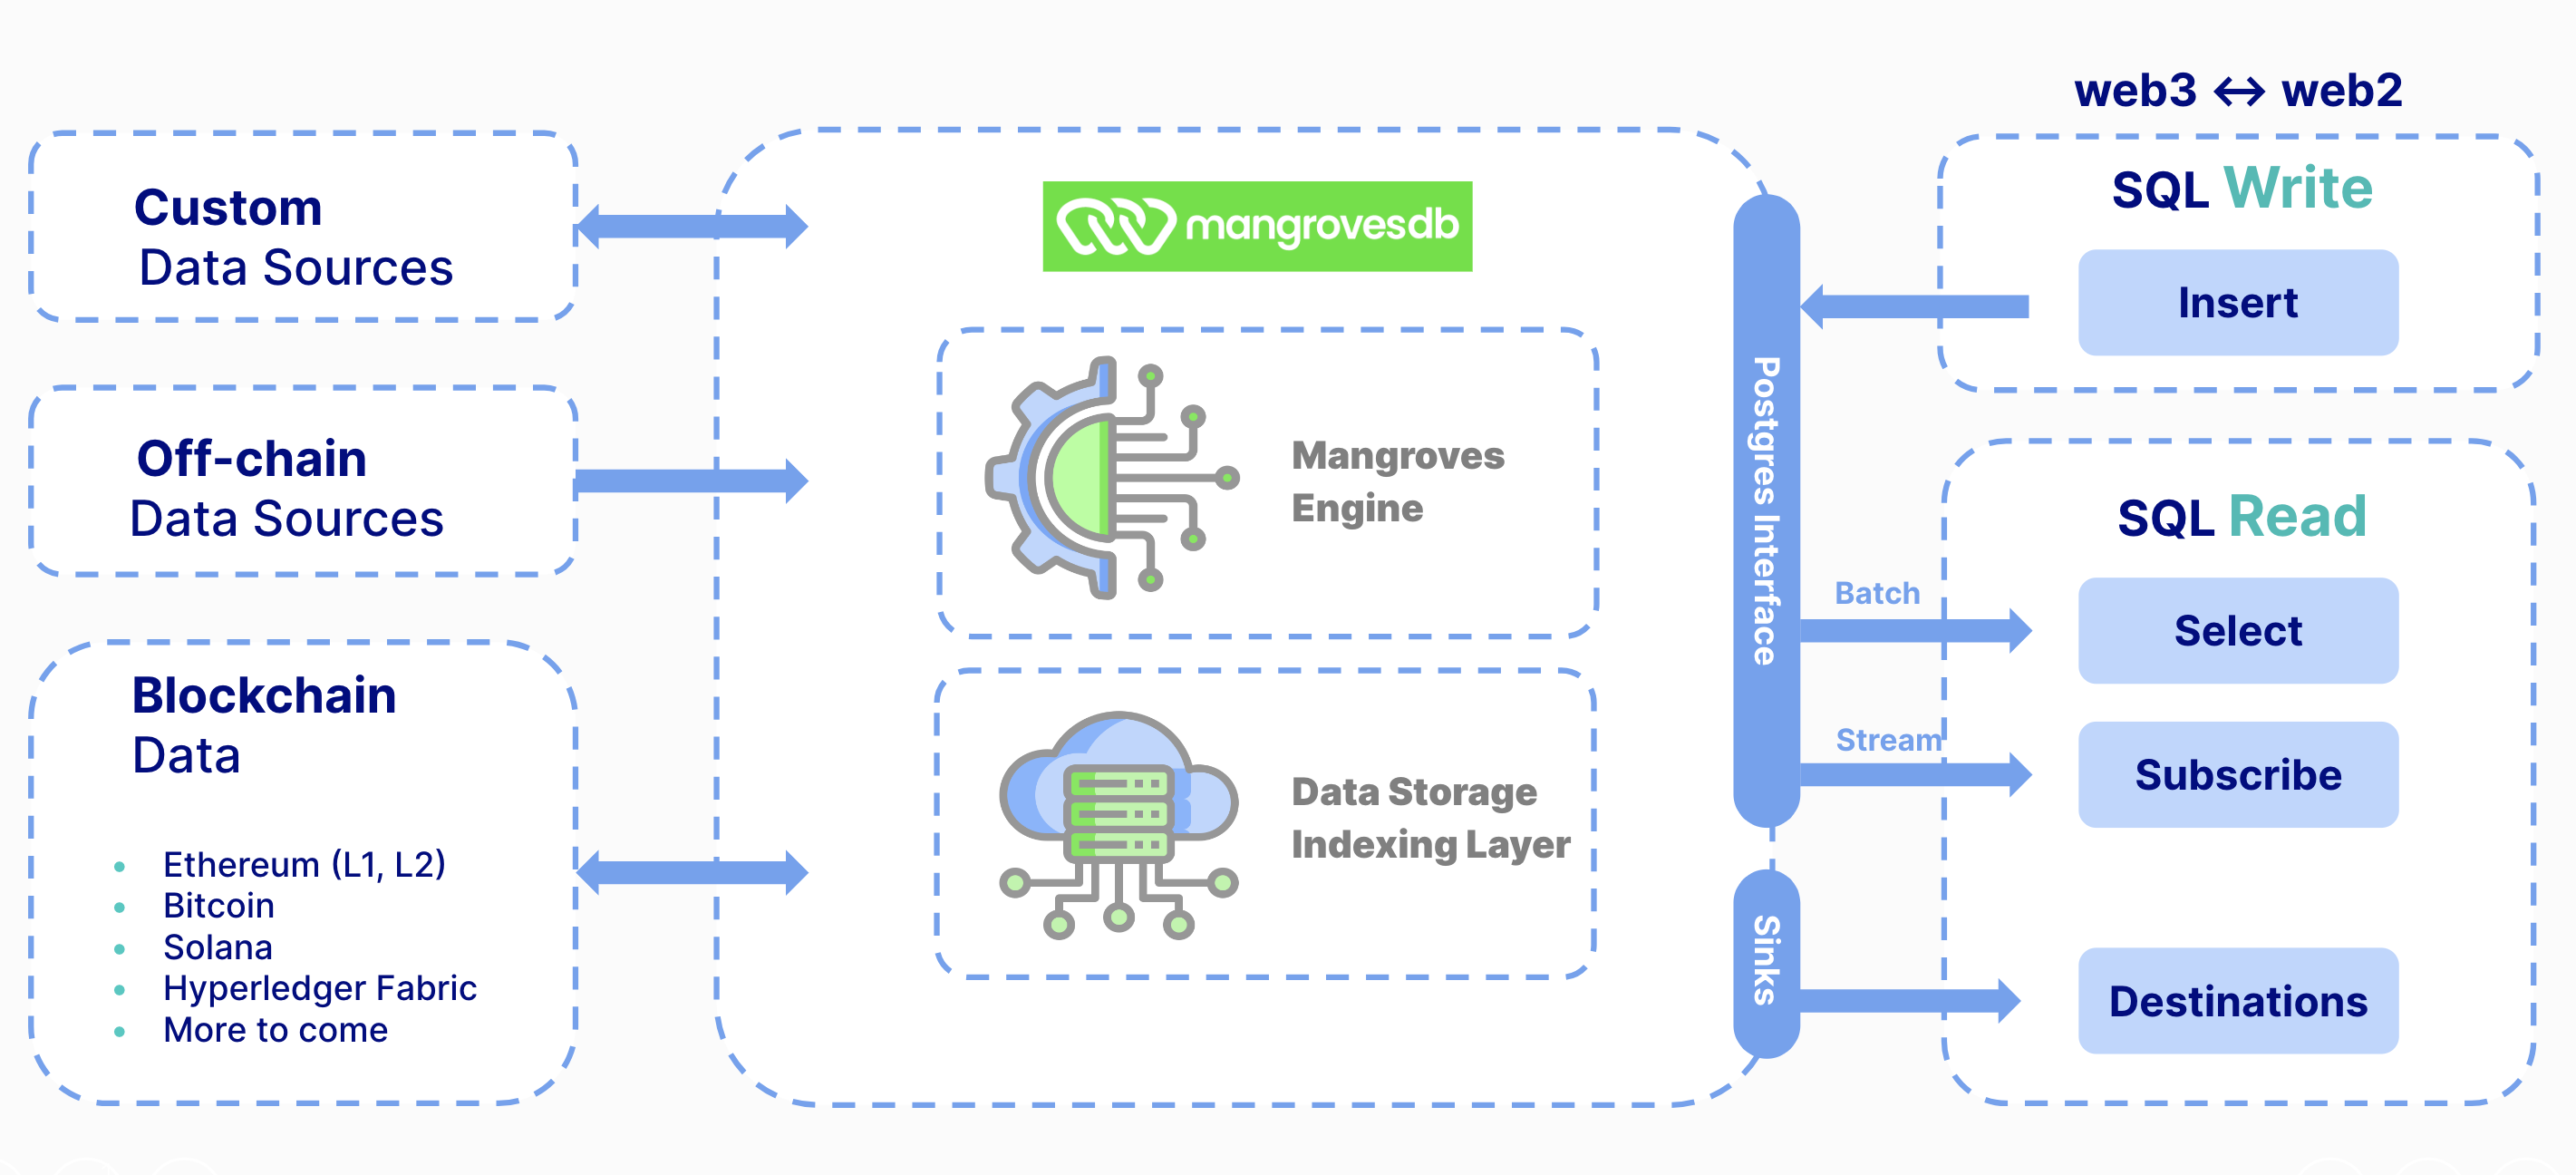 Custom
Data Sources
Off-chain
Data Sources
Blockchain
Data
Ethereum (L1, L2)
Bitcoin
Solana
Hyperledger Fabric
More to come
mangrovesdb
Mangroves
Engine
Data Storage
Indexing Layer
Postgres Interface
Sinks
web3 ↔ web2
SQL Write
Insert
SQL Read
Batch
Select
Stream
Subscribe
Destinations